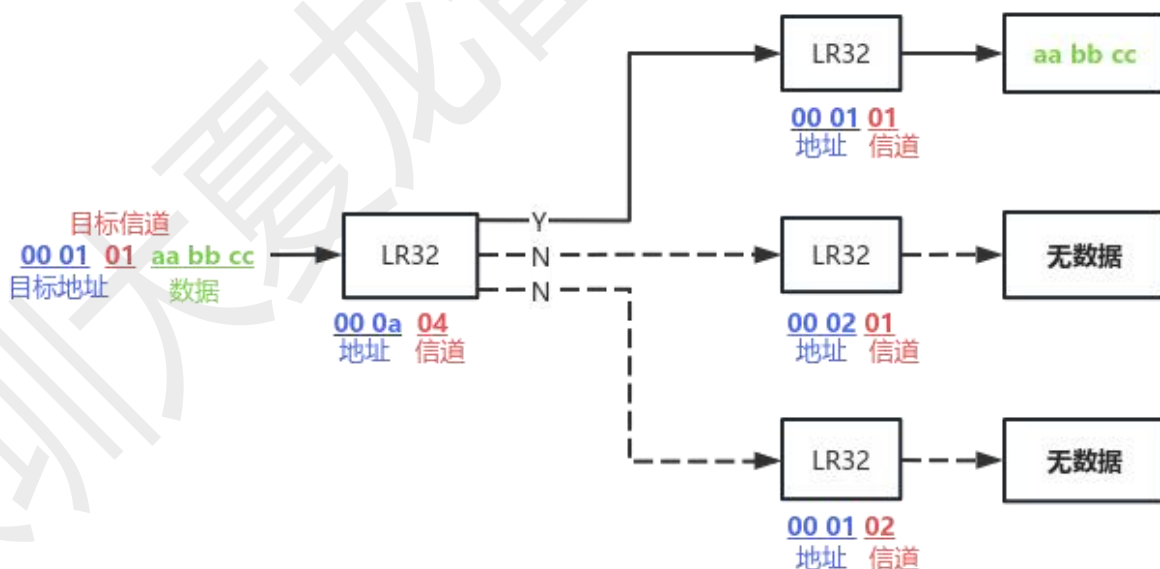 LR32
aa bb cc
00 01 01
地址 信道
目标信道
00 01 01 aa bb cc
目标地址 数据
LR32
00 0a 04
地址 信道
Y
N
N
LR32
无数据
00 02 01
地址 信道
LR32
无数据
00 01 02
地址 信道
大夏龙